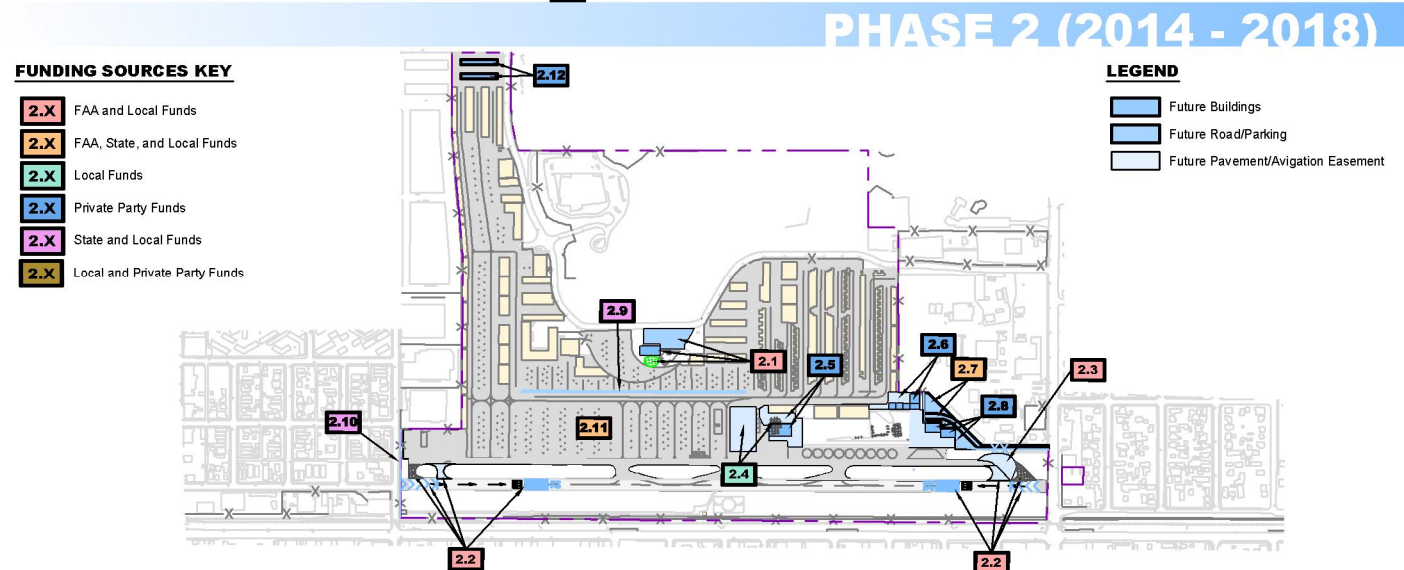 PHASE 2 (2014 - 2018)
FUNDING SOURCES KEY
2.X FAA and Local Funds
2.X FAA, State, and Local Funds
2.X Local Funds
2.X Private Party Funds
2.X State and Local Funds
2.X Local and Private Party Funds
LEGEND
Future Buildings
Future Road/Parking
Future Pavement/Avigation Easement
2.12
2.9
2.1
2.5
2.6
2.7
2.3
2.8
2.10
2.11
2.4
2.2
2.2